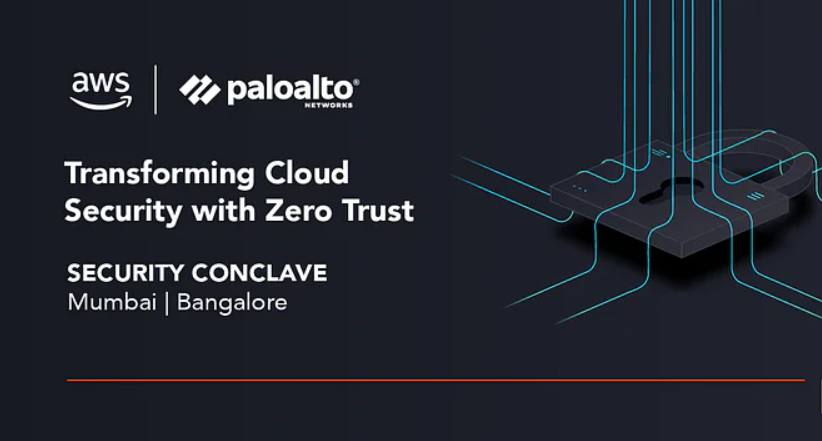 aws
paloalto®
NETWORKS
Transforming Cloud
Security with Zero Trust
SECURITY CONCLAVE
Mumbai | Bangalore